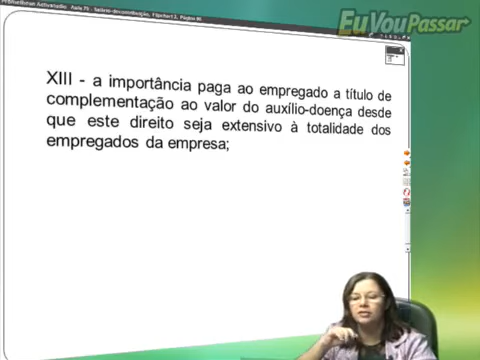 EuVouPassar
XIII - a importância paga ao empregado a título de
complementação ao valor do auxílio-doença desde
que este direito seja extensivo à totalidade dos
empregados da empresa;